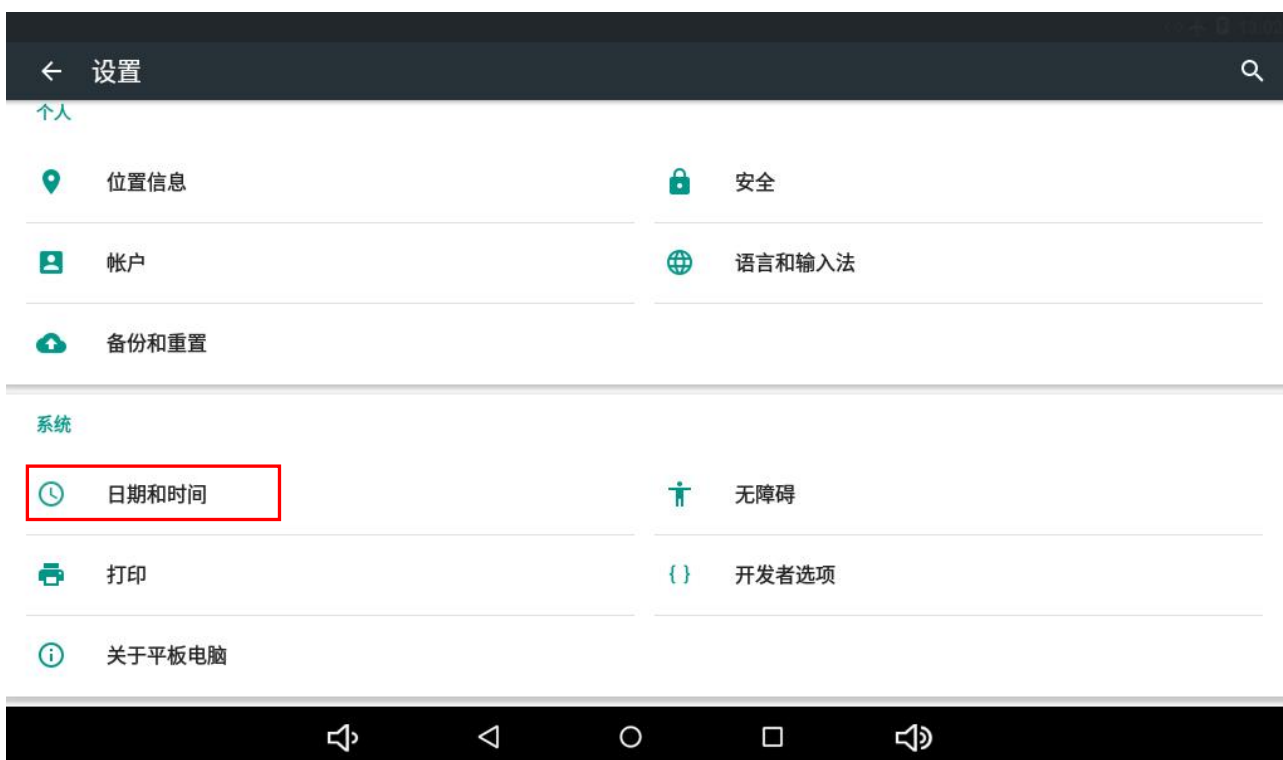 设置
个人
位置信息
安全
帐户
语言和输入法
备份和重置
系统
日期和时间
无障碍
打印
{ } 开发者选项
关于平板电脑